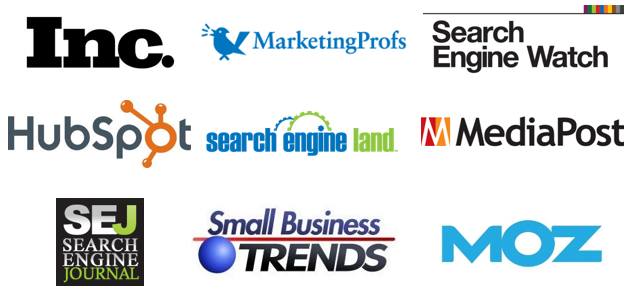 Inc.
MarketingProfs
Search
Engine Watch
HubSpot
search engine land
MediaPost
SEJ
SEARCH
ENGINE
JOURNAL
Small Business
TRENDS
MOZ